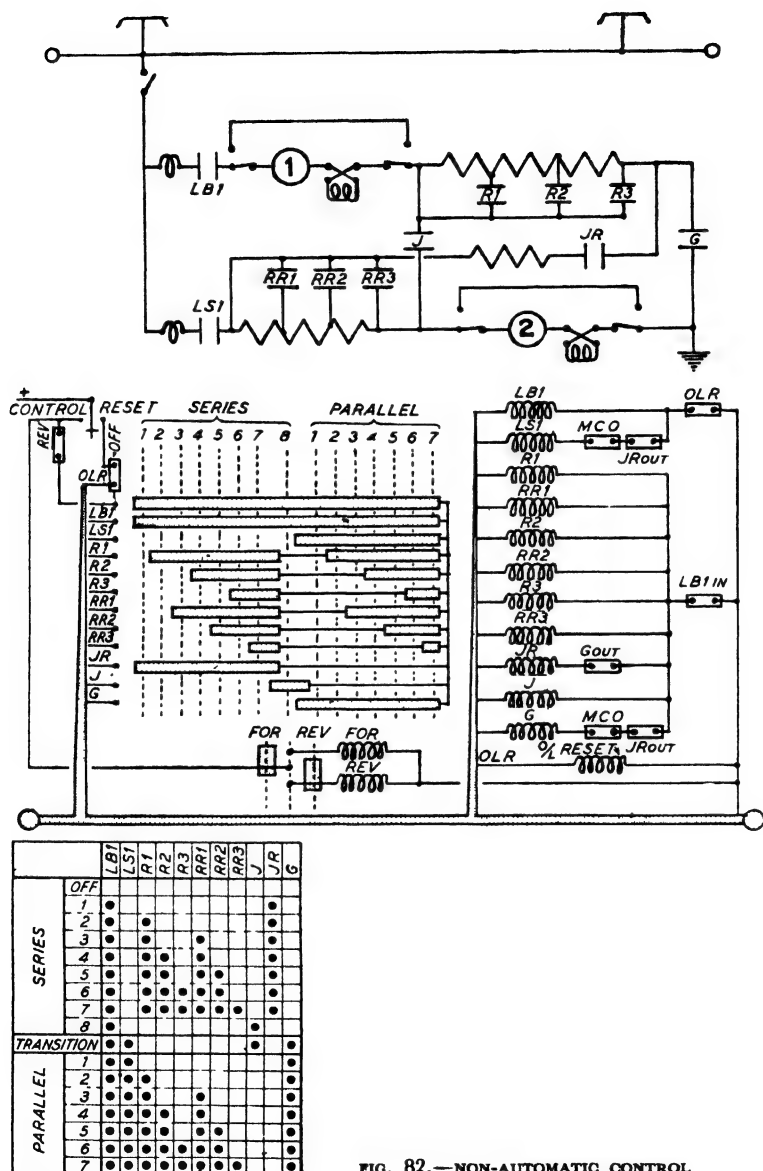 1
LB1
R1 R2 R3
J
JR
G
RR1 RR2 RR3
LS1
2
+
CONTROL RESET SERIES PARALLEL
REV
OFF
1 2 3 4 5 6 7 8 1 2 3 4 5 6 7
OLR
LB1
LS1
R1
R2
R3
RR1
RR2
RR3
JR
J
G
FOR REV FOR
REV
LB1 OLR
LS1 MCO JROUT
R1
RR1
R2
RR2
R3 LB1 IN
RR3
JR GOUT
J
G MCO JROUT
OLR O/L RESET
LB1 LS1 R1 R2 R3 RR1 RR2 RR3 J JR G
OFF
SERIES
1
2
3
4
5
6
7
8
TRANSITION
PARALLEL
1
2
3
4
5
6
7
FIG. 82.—NON-AUTOMATIC CONTROL